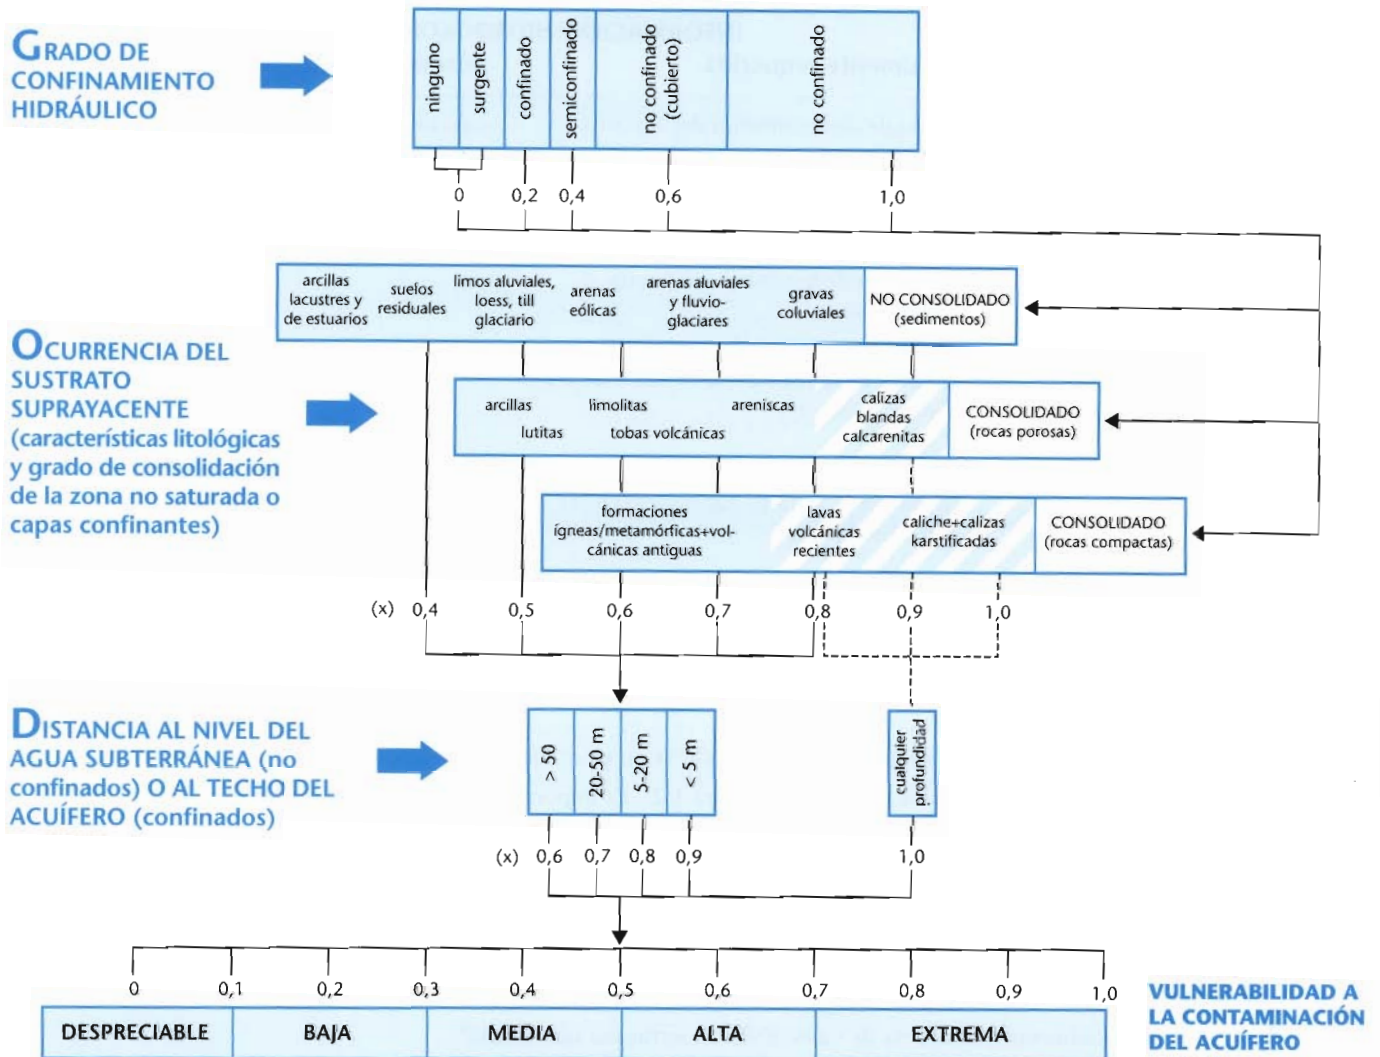 GRADO DE
CONFINAMIENTO
HIDRÁULICO
ninguno
surgente
confinado
semiconfinado
no confinado
(cubierto)
no confinado
0 0,2 0,4 0,6 1,0
OCURRENCIA DEL
SUSTRATO
SUPRAYACENTE
(características litológicas
y grado de consolidación
de la zona no saturada o
capas confinantes)
arcillas
lacustres y
de estuarios
suelos
residuales
limos aluviales,
loess, till
glaciario
arenas
eólicas
arenas aluviales
y fluvio-
glaciares
gravas
coluviales
NO CONSOLIDADO
(sedimentos)
arcillas
lutitas
limolitas
tobas volcánicas
areniscas
calizas
blandas
calcarenitas
CONSOLIDADO
(rocas porosas)
formaciones
ígneas/metamórficas+vol-
cánicas antiguas
lavas
volcánicas
recientes
caliche+calizas
karstificadas
CONSOLIDADO
(rocas compactas)
(x) 0,4 0,5 0,6 0,7 0,8 0,9 1,0
DISTANCIA AL NIVEL DEL
AGUA SUBTERRÁNEA (no
confinados) O AL TECHO DEL
ACUÍFERO (confinados)
> 50
20-50 m
5-20 m
< 5 m
cualquier
profundidad
(x) 0,6 0,7 0,8 0,9 1,0
0 0,1 0,2 0,3 0,4 0,5 0,6 0,7 0,8 0,9 1,0
DESPRECIABLE BAJA MEDIA ALTA EXTREMA
VULNERABILIDAD A
LA CONTAMINACIÓN
DEL ACUÍFERO